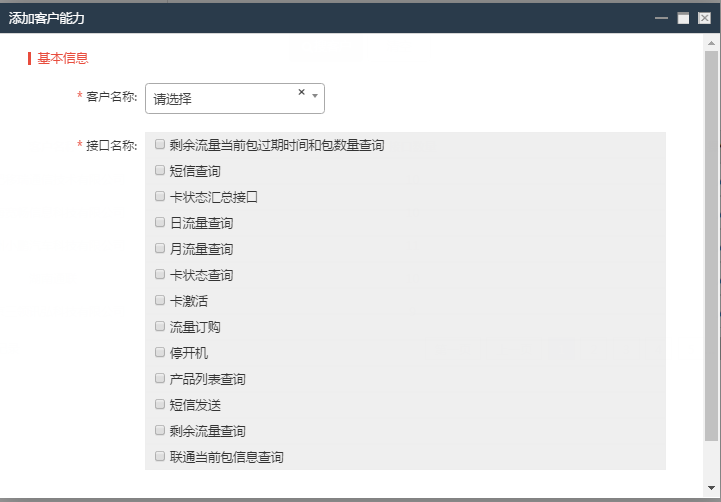 添加客户能力
基本信息
* 客户名称: 请选择
* 接口名称: 剩余流量当前包过期时间和包数量查询
短信查询
卡状态汇总接口
日流量查询
月流量查询
卡状态查询
卡激活
流量订购
停开机
产品列表查询
短信发送
剩余流量查询
联通当前包信息查询